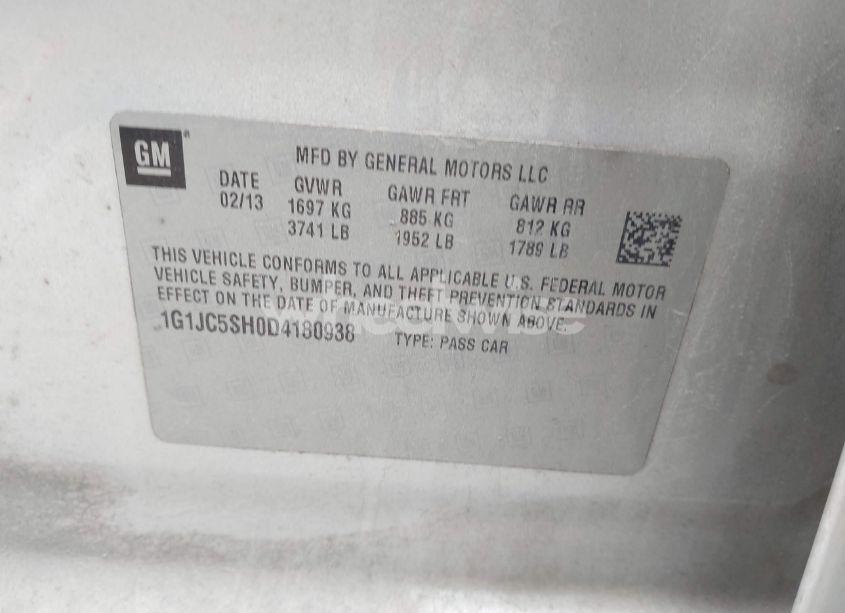 GM
MFD BY GENERAL MOTORS LLC
DATE GVWR GAWR FRT GAWR RR
02/13 1697 KG 885 KG 812 KG
3741 LB 1952 LB 1789 LB
THIS VEHICLE CONFORMS TO ALL APPLICABLE U.S. FEDERAL MOTOR
VEHICLE SAFETY, BUMPER, AND THEFT PREVENTION STANDARDS IN
EFFECT ON THE DATE OF MANUFACTURE SHOWN ABOVE.
1G1JC5SH0D4180938 TYPE: PASS CAR